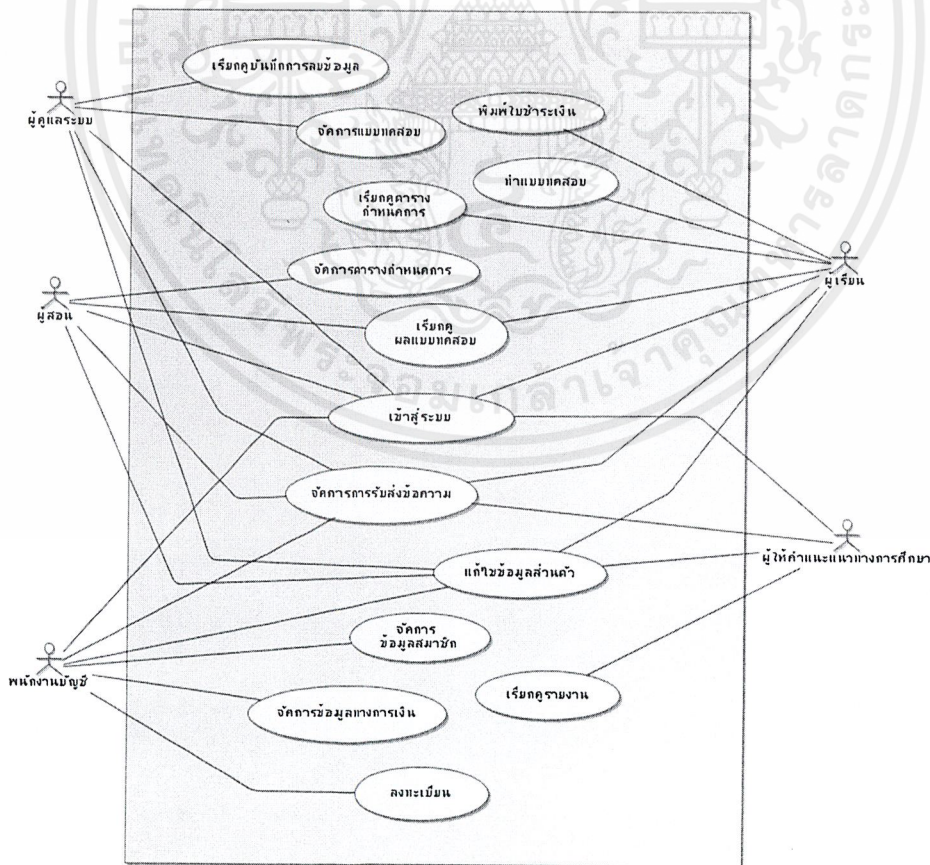 เรียกดูบันทึกการลบข้อมูล
ผู้ดูแลระบบ
พิมพ์ใบชำระเงิน
จัดการแบบทดสอบ
ทำแบบทดสอบ
เรียกดูตาราง
กำหนดการ
จัดการตารางกำหนดการ
ผู้เรียน
ผู้สอน
เรียกดู
ผลแบบทดสอบ
เข้าสู่ระบบ
จัดการการรับส่งข้อความ
ผู้ให้คำแนะแนวทางการศึกษา
แก้ไขข้อมูลส่วนตัว
จัดการ
ข้อมูลสมาชิก
พนักงานบัญชี
เรียกดูรายงาน
จัดการข้อมูลทางการเงิน
ลงทะเบียน